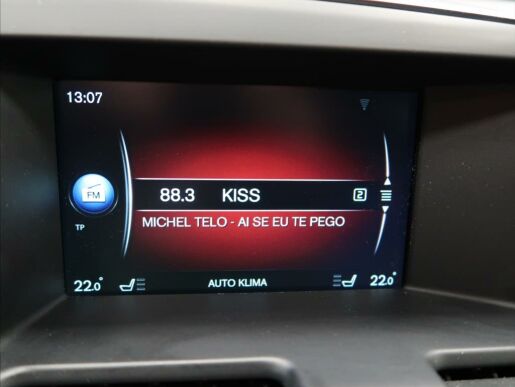 13:07
FM
88.3 KISS 2
TP
MICHEL TELO - AI SE EU TE PEGO
22.0° AUTO KLIMA 22.0°